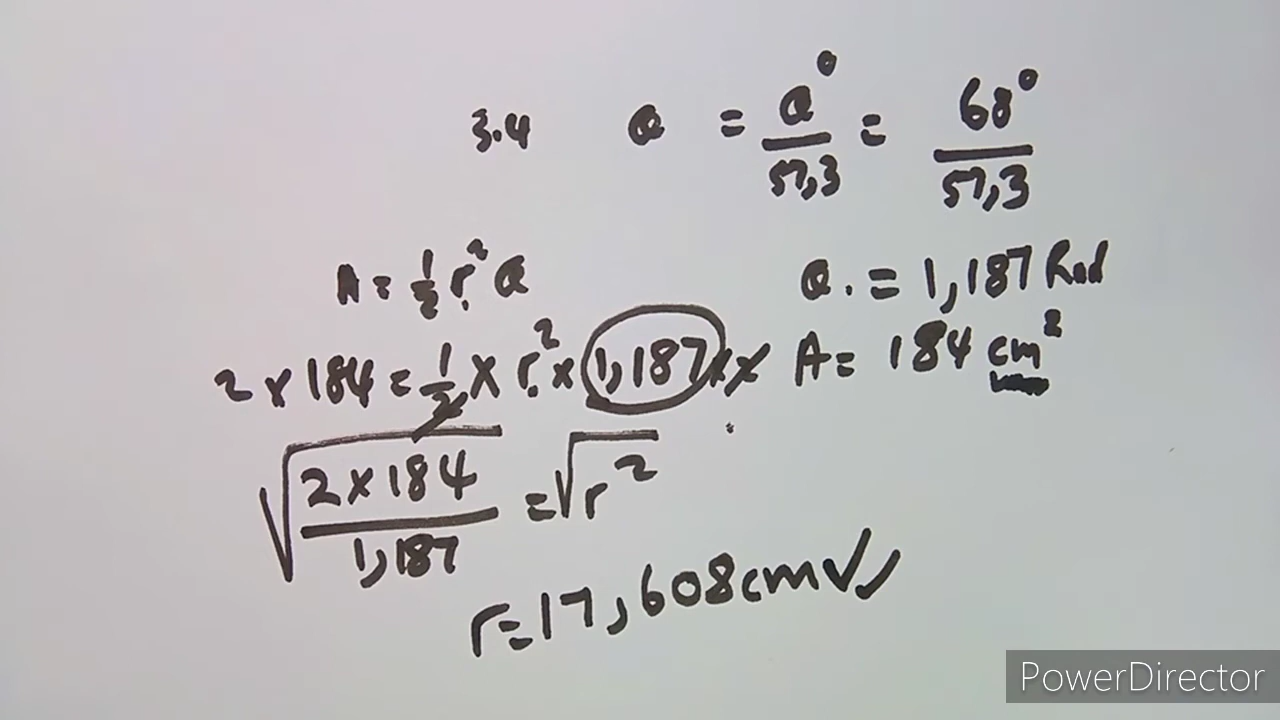 3.4 θ = θ°/57,3 = 68°/57,3
A = 1/2 r² θ θ. = 1,187 Rad
2 × 184 = 1/2 × r.² × 1,187 × × A = 184 cm²
√(2 × 184 / 1,187) = √r²
r = 17,608 cm ✓✓
PowerDirector